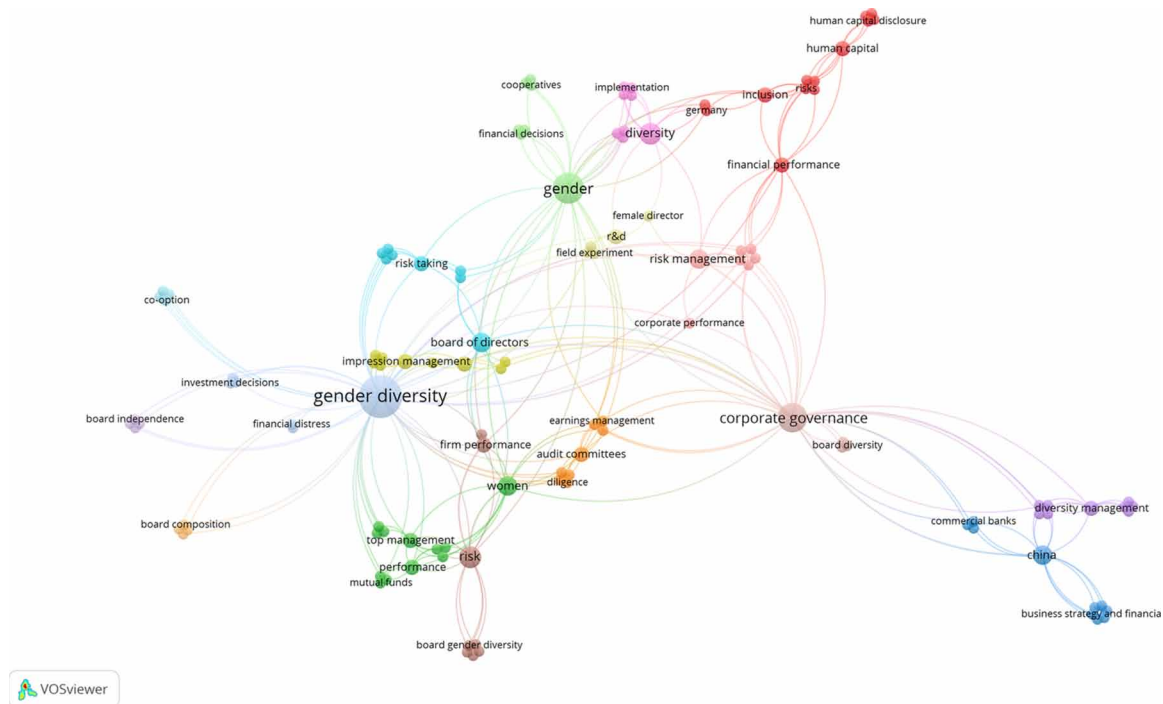 human capital disclosure
human capital
cooperatives
implementation
risks
inclusion
germany
financial decisions
diversity
financial performance
gender
female director
r&d
field experiment
risk management
risk taking
co-option
corporate performance
board of directors
impression management
investment decisions
gender diversity
board independence
financial distress
earnings management
corporate governance
firm performance
board diversity
audit committees
diligence
women
diversity management
board composition
commercial banks
top management
china
risk
performance
mutual funds
business strategy and financia
board gender diversity
VOSviewer